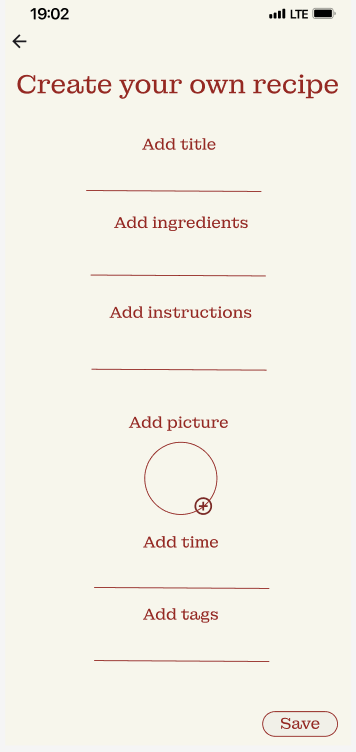 19:02 LTE
Create your own recipe
Add title
Add ingredients
Add instructions
Add picture
Add time
Add tags
Save